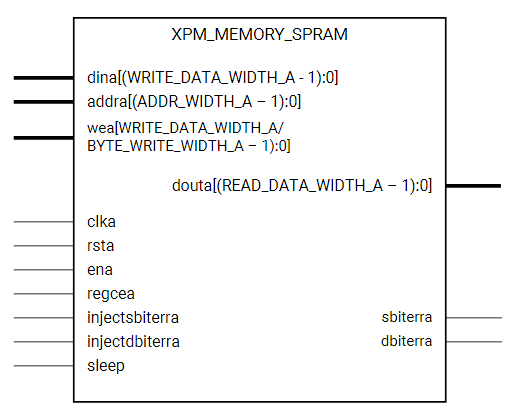 XPM_MEMORY_SPRAM
dina[(WRITE_DATA_WIDTH_A - 1):0]
addra[(ADDR_WIDTH_A – 1):0]
wea[WRITE_DATA_WIDTH_A/
BYTE_WRITE_WIDTH_A – 1):0]
douta[(READ_DATA_WIDTH_A – 1):0]
clka
rsta
ena
regcea
injectsbiterra
sbiterra
injectdbiterra
dbiterra
sleep